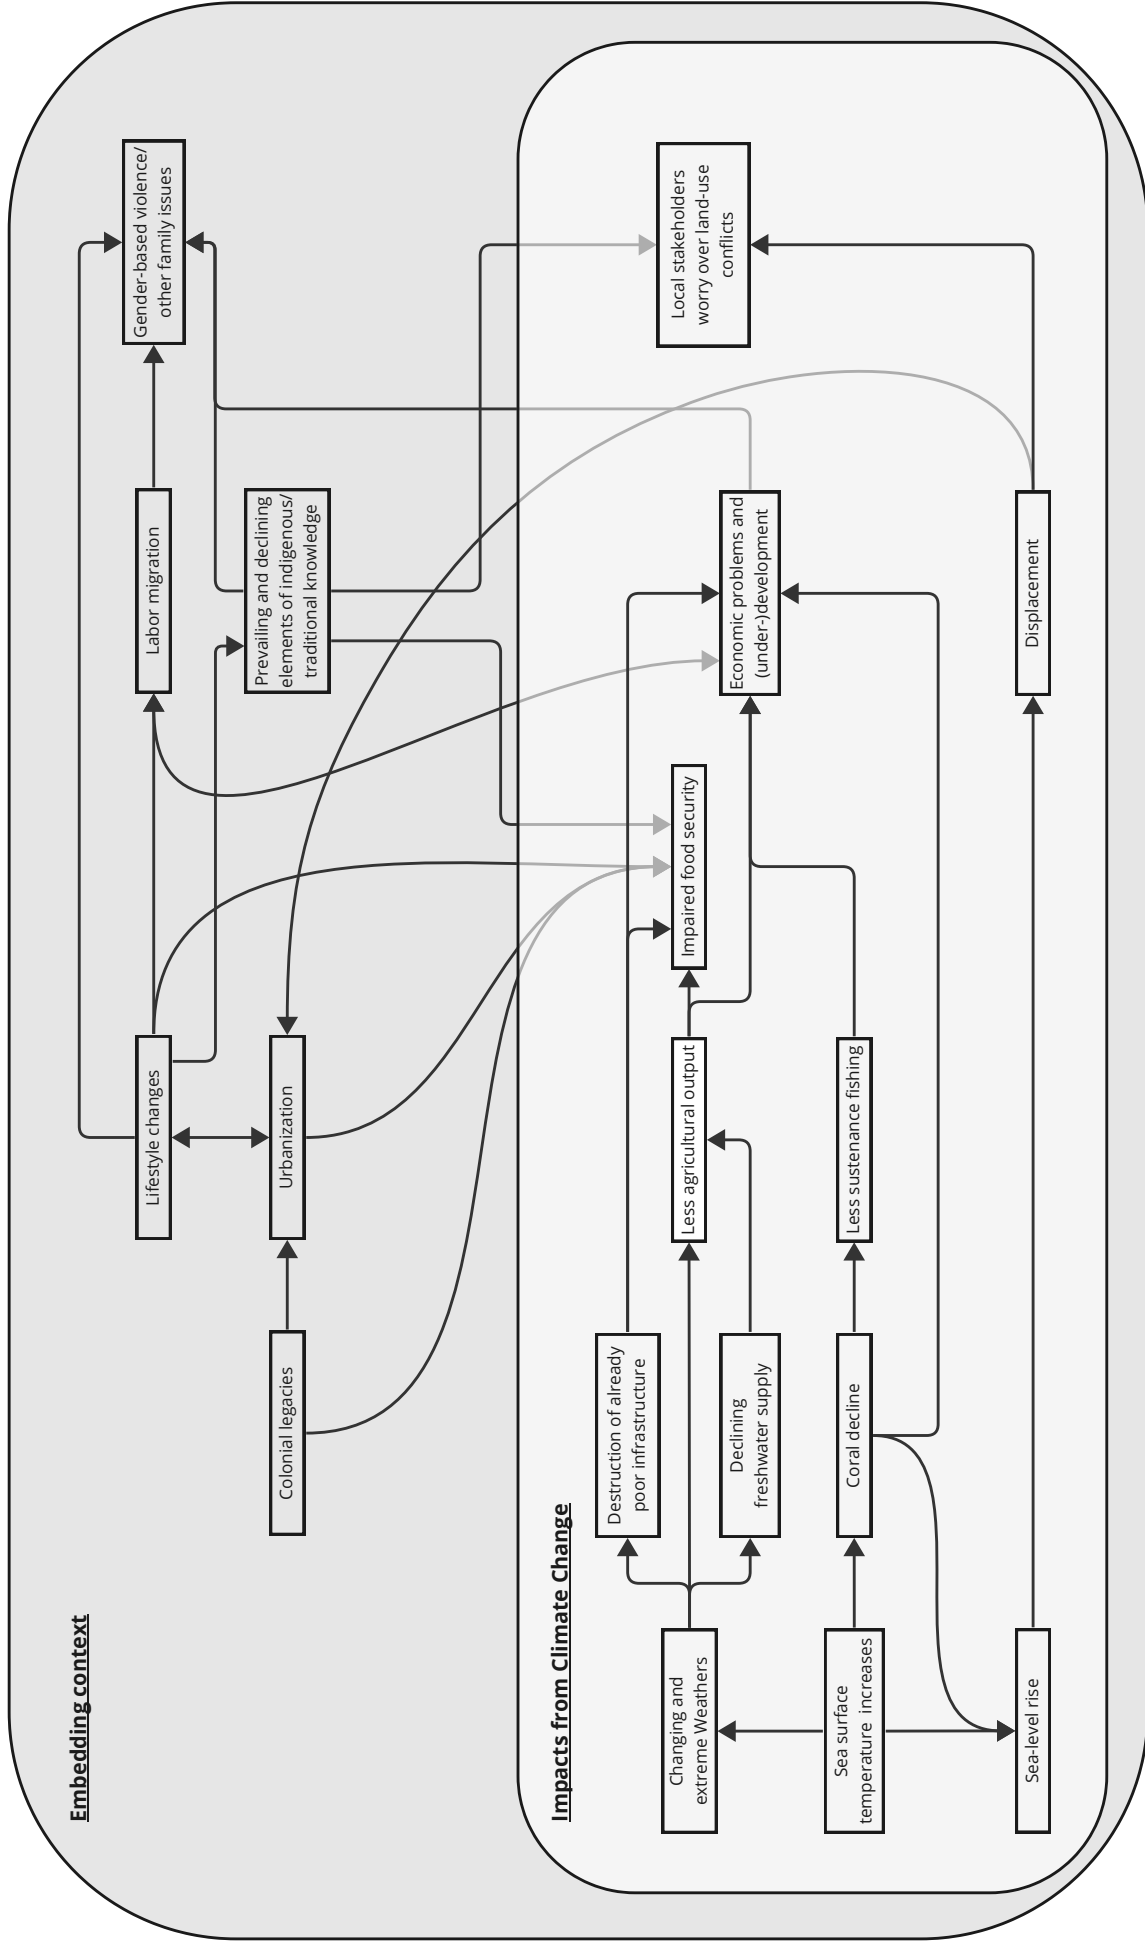 Embedding context
Lifestyle changes
Labor migration
Gender-based violence/
other family issues
Colonial legacies
Urbanization
Prevailing and declining
elements of indigenous/
traditional knowledge
Impacts from Climate Change
Changing and
extreme Weathers
Destruction of already
poor infrastructure
Declining
freshwater supply
Less agricultural output
Impaired food security
Economic problems and
(under-)development
Local stakeholders
worry over land-use
conflicts
Sea surface
temperature increases
Coral decline
Less sustenance fishing
Sea-level rise
Displacement